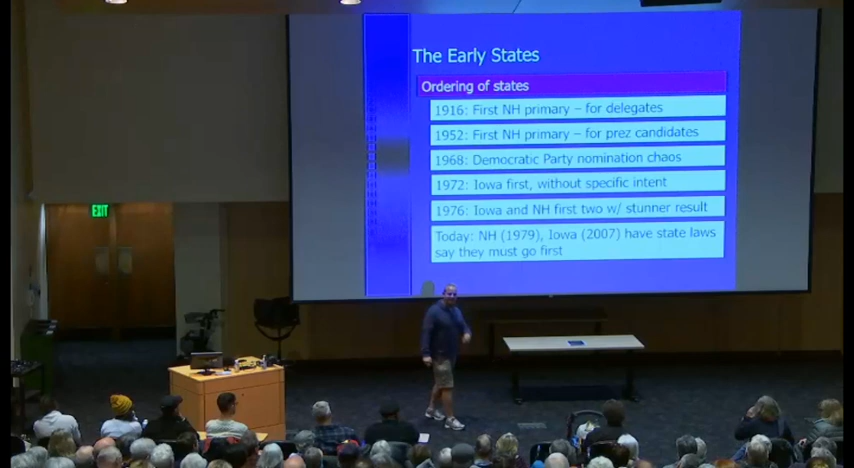 The Early States
Ordering of states
1916: First NH primary – for delegates
1952: First NH primary – for prez candidates
1968: Democratic Party nomination chaos
1972: Iowa first, without specific intent
1976: Iowa and NH first two w/ stunner result
Today: NH (1979), Iowa (2007) have state laws
say they must go first
EXIT